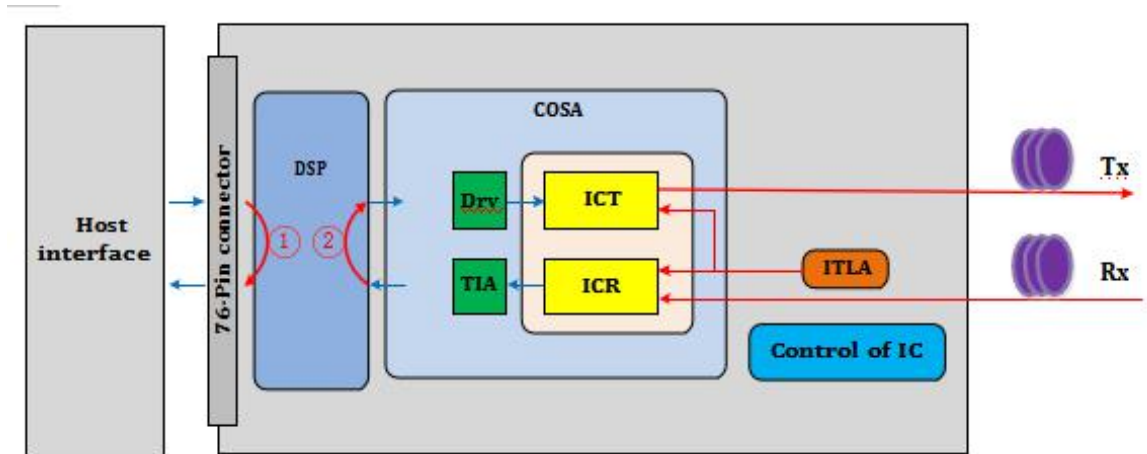 Host
interface
76-Pin connector
DSP
①
②
COSA
Drv
ICT
TIA
ICR
ITLA
Control of IC
Tx
Rx